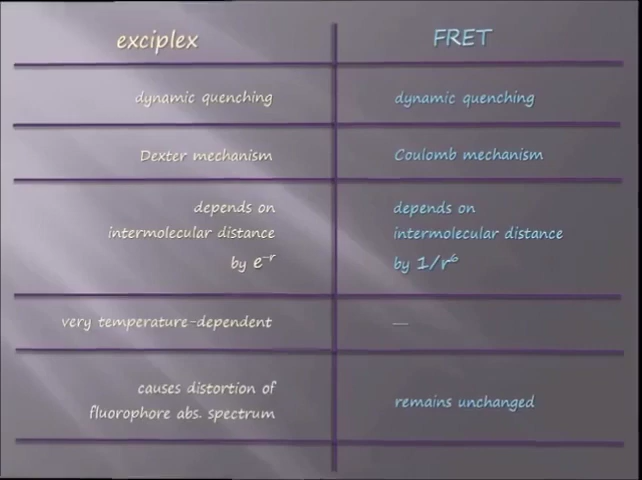 exciplex
FRET
dynamic quenching
dynamic quenching
Dexter mechanism
Coulomb mechanism
depends on
intermolecular distance
by e⁻ʳ
depends on
intermolecular distance
by 1/r⁶
very temperature-dependent
—
causes distortion of
fluorophore abs. spectrum
remains unchanged